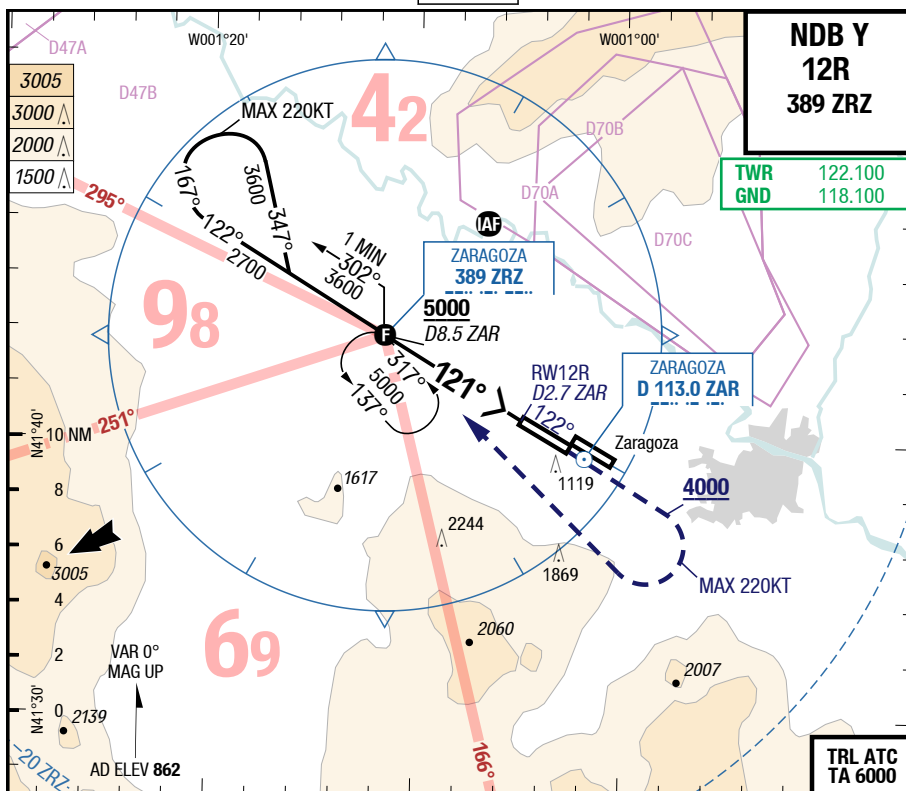 W001°20'
W001°00'
NDB Y
12R
389 ZRZ
TWR 122.100
GND 118.100
D47A
D47B
3005
3000
2000
1500
MAX 220KT
42
D70B
D70A
D70C
295°
167°
3600
347°
122°
2700
1 MIN
302°
3600
IAF
ZARAGOZA
389 ZRZ
98
F
5000
D8.5 ZAR
317°
5000
137°
121°
RW12R
D2.7 ZAR
122°
ZARAGOZA
D 113.0 ZAR
251°
N41°40'
10 NM
8
6
4
2
0
Zaragoza
1119
4000
1617
2244
1869
MAX 220KT
3005
2060
2007
69
VAR 0°
MAG UP
N41°30'
2139
AD ELEV 862
20 ZRZ
166°
TRL ATC
TA 6000